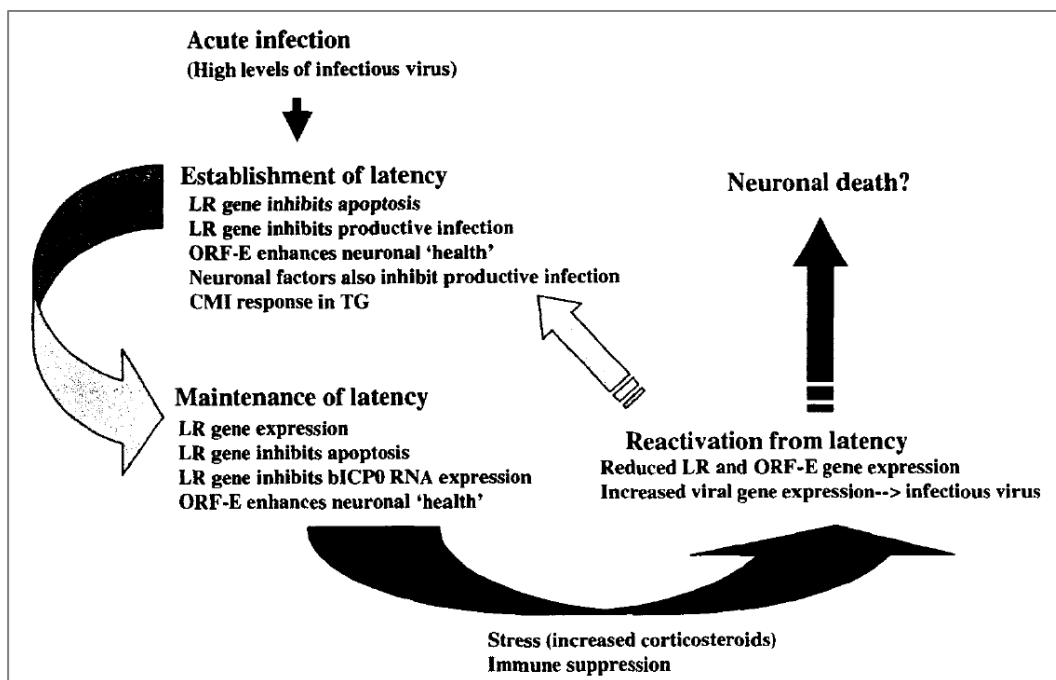 Acute infection
(High levels of infectious virus)
Establishment of latency
LR gene inhibits apoptosis
LR gene inhibits productive infection
ORF-E enhances neuronal ‘health’
Neuronal factors also inhibit productive infection
CMI response in TG
Neuronal death?
Maintenance of latency
LR gene expression
LR gene inhibits apoptosis
LR gene inhibits bICP0 RNA expression
ORF-E enhances neuronal ‘health’
Reactivation from latency
Reduced LR and ORF-E gene expression
Increased viral gene expression--> infectious virus
Stress (increased corticosteroids)
Immune suppression